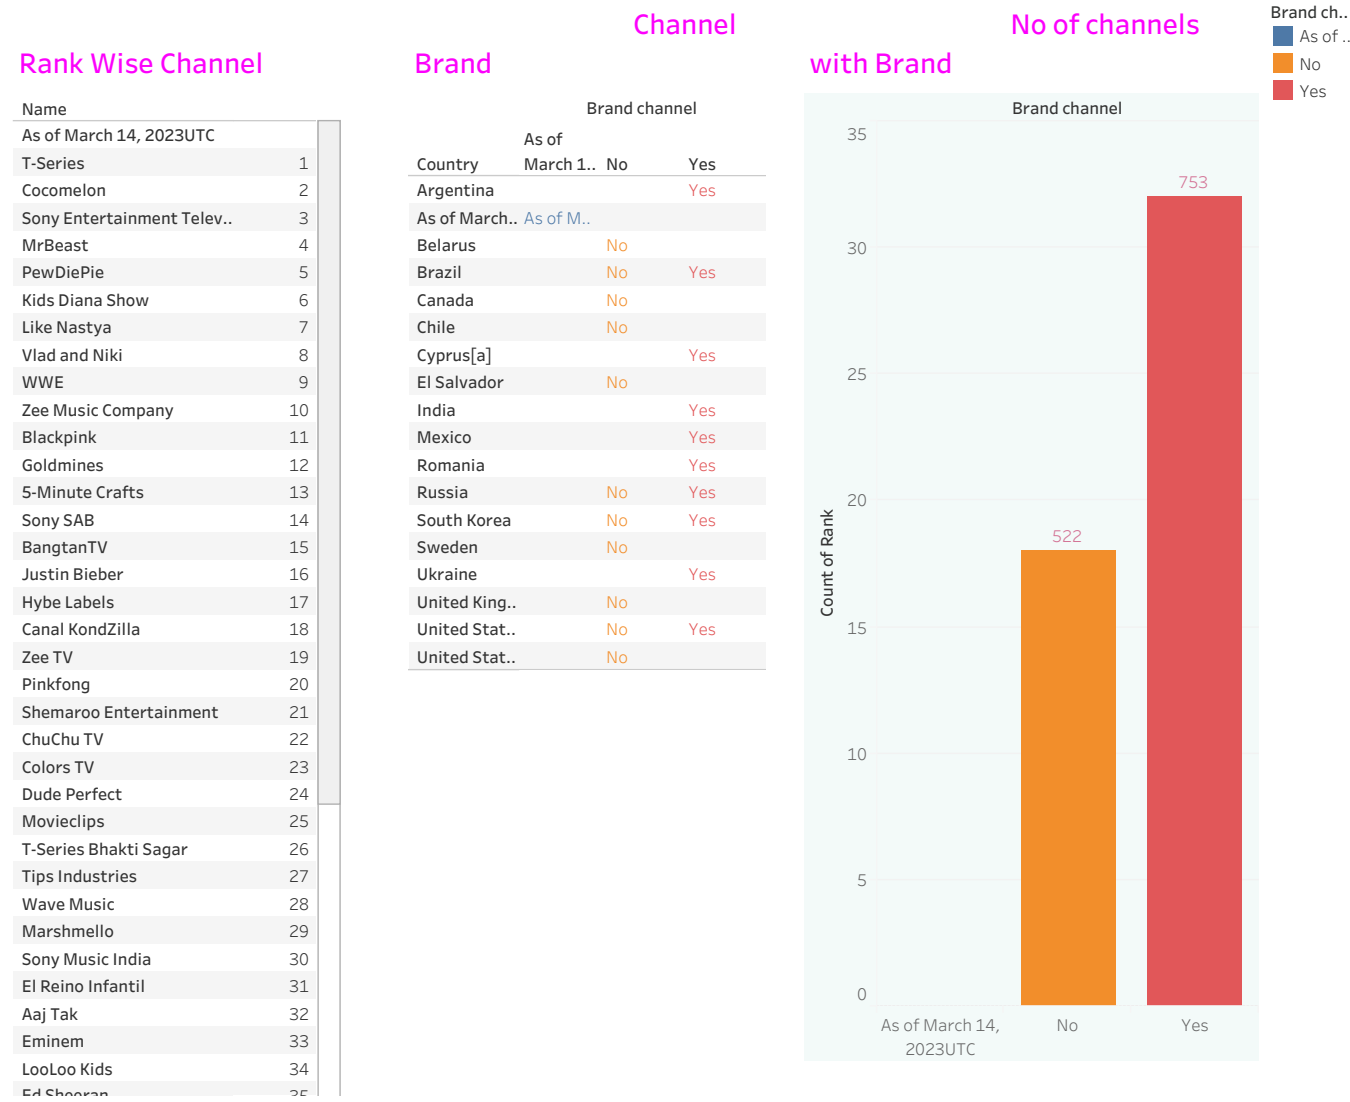 Rank Wise Channel
Name
As of March 14, 2023UTC
T-Series 1
Cocomelon 2
Sony Entertainment Telev.. 3
MrBeast 4
PewDiePie 5
Kids Diana Show 6
Like Nastya 7
Vlad and Niki 8
WWE 9
Zee Music Company 10
Blackpink 11
Goldmines 12
5-Minute Crafts 13
Sony SAB 14
BangtanTV 15
Justin Bieber 16
Hybe Labels 17
Canal KondZilla 18
Zee TV 19
Pinkfong 20
Shemaroo Entertainment 21
ChuChu TV 22
Colors TV 23
Dude Perfect 24
Movieclips 25
T-Series Bhakti Sagar 26
Tips Industries 27
Wave Music 28
Marshmello 29
Sony Music India 30
El Reino Infantil 31
Aaj Tak 32
Eminem 33
LooLoo Kids 34
Ed Sheeran 35
Channel
Brand
Brand channel
As of
Country March 1.. No Yes
Argentina Yes
As of March.. As of M..
Belarus No
Brazil No Yes
Canada No
Chile No
Cyprus[a] Yes
El Salvador No
India Yes
Mexico Yes
Romania Yes
Russia No Yes
South Korea No Yes
Sweden No
Ukraine Yes
United King.. No
United Stat.. No Yes
United Stat.. No
No of channels
with Brand
Brand channel
35
30
25
20
15
10
5
0
Count of Rank
753
522
As of March 14,
2023UTC
No
Yes
Brand ch..
As of ..
No
Yes